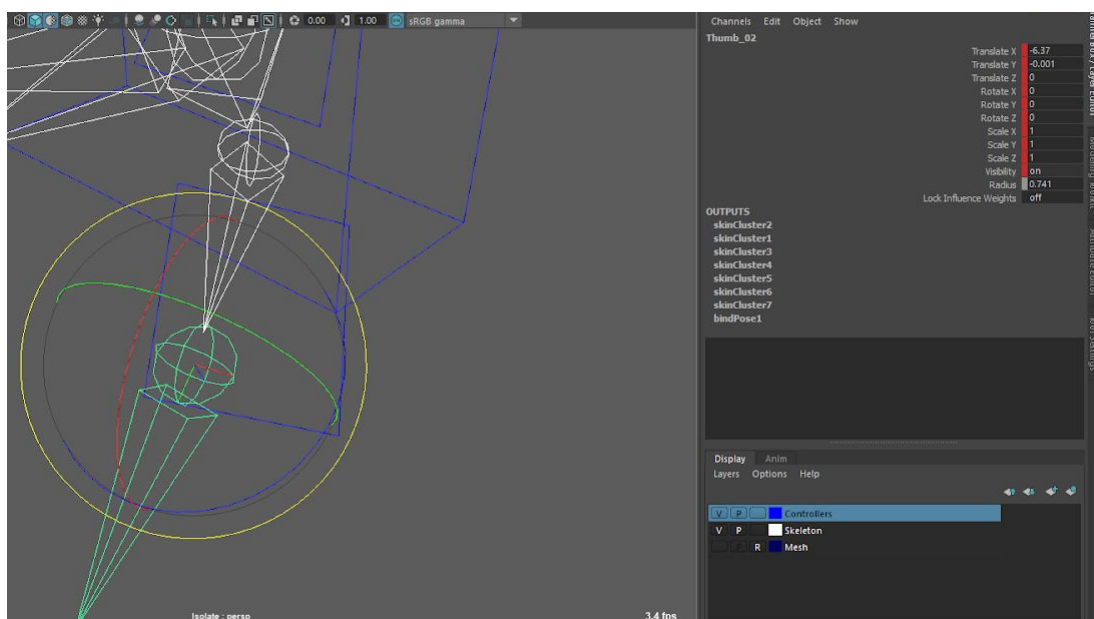 0.00 1.00 sRGB gamma
Channels Edit Object Show
Thumb_02
Translate X -6.37
Translate Y -0.001
Translate Z 0
Rotate X 0
Rotate Y 0
Rotate Z 0
Scale X 1
Scale Y 1
Scale Z 1
Visibility on
Radius 0.741
Lock Influence Weights off
OUTPUTS
skinCluster2
skinCluster1
skinCluster3
skinCluster4
skinCluster5
skinCluster6
skinCluster7
bindPose1
Display Anim
Layers Options Help
V P Controllers
V P Skeleton
P R Mesh
Isolate : persp
3.4 fps